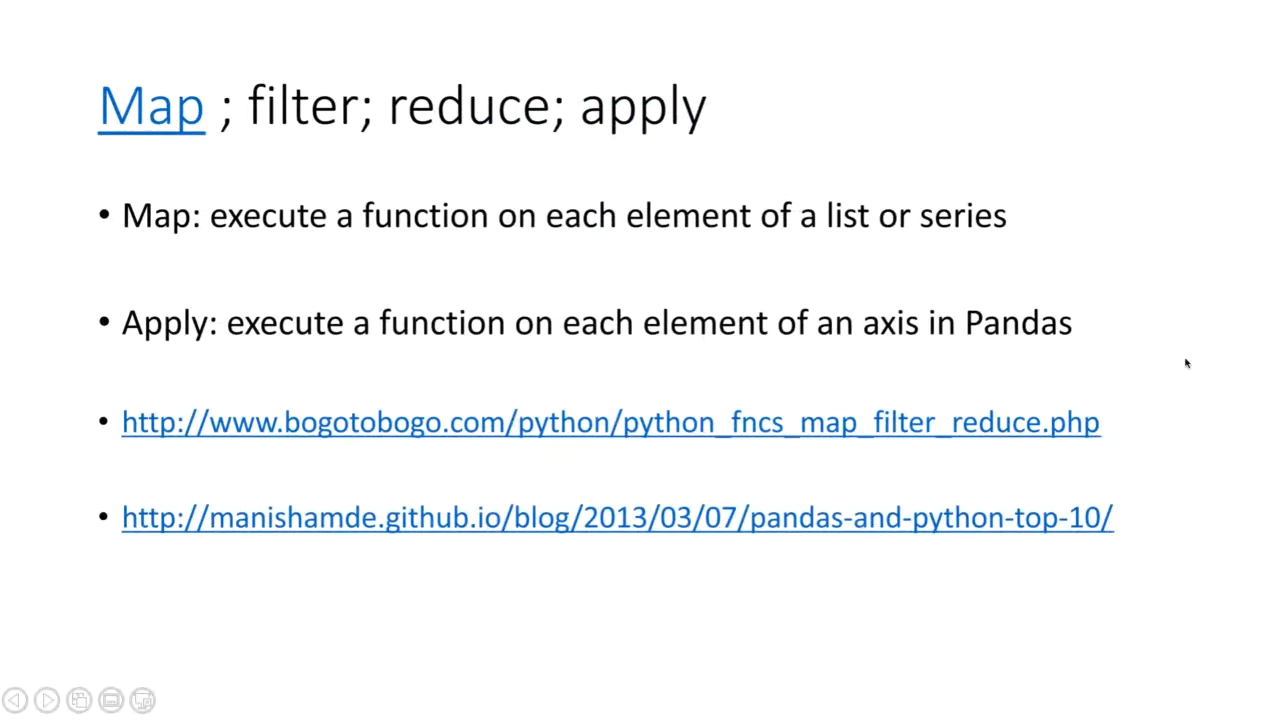 Map ; filter; reduce; apply
• Map: execute a function on each element of a list or series
• Apply: execute a function on each element of an axis in Pandas
• http://www.bogotobogo.com/python/python_fncs_map_filter_reduce.php
• http://manishamde.github.io/blog/2013/03/07/pandas-and-python-top-10/